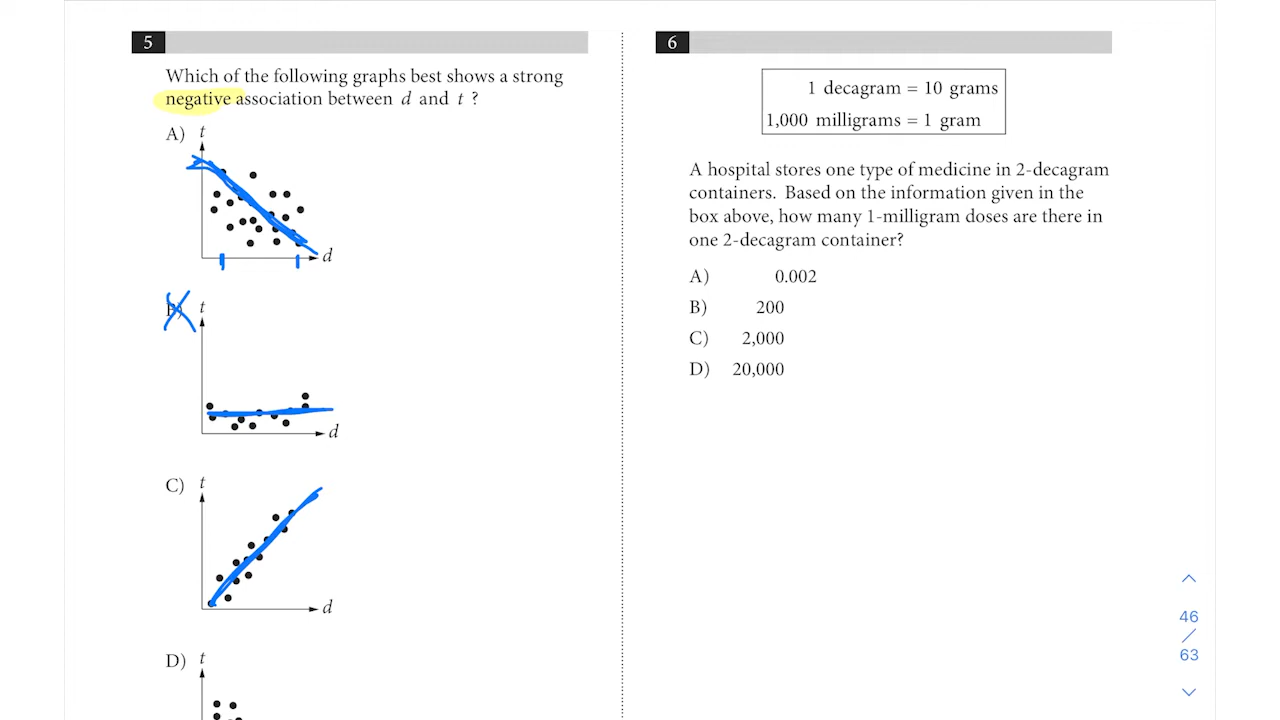 5
Which of the following graphs best shows a strong
negative association between d and t ?
A) t
d
B) t
d
C) t
d
D) t
6
1 decagram = 10 grams
1,000 milligrams = 1 gram
A hospital stores one type of medicine in 2-decagram
containers. Based on the information given in the
box above, how many 1-milligram doses are there in
one 2-decagram container?
A) 0.002
B) 200
C) 2,000
D) 20,000
46
/
63